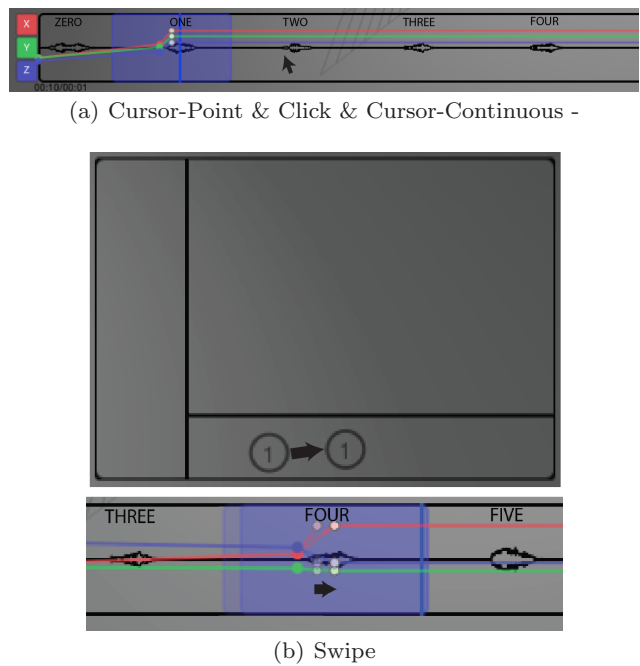 X ZERO ONE TWO THREE FOUR
Y
Z
00:10/00:01
(a) Cursor-Point & Click & Cursor-Continuous -
1 1
THREE FOUR FIVE
(b) Swipe